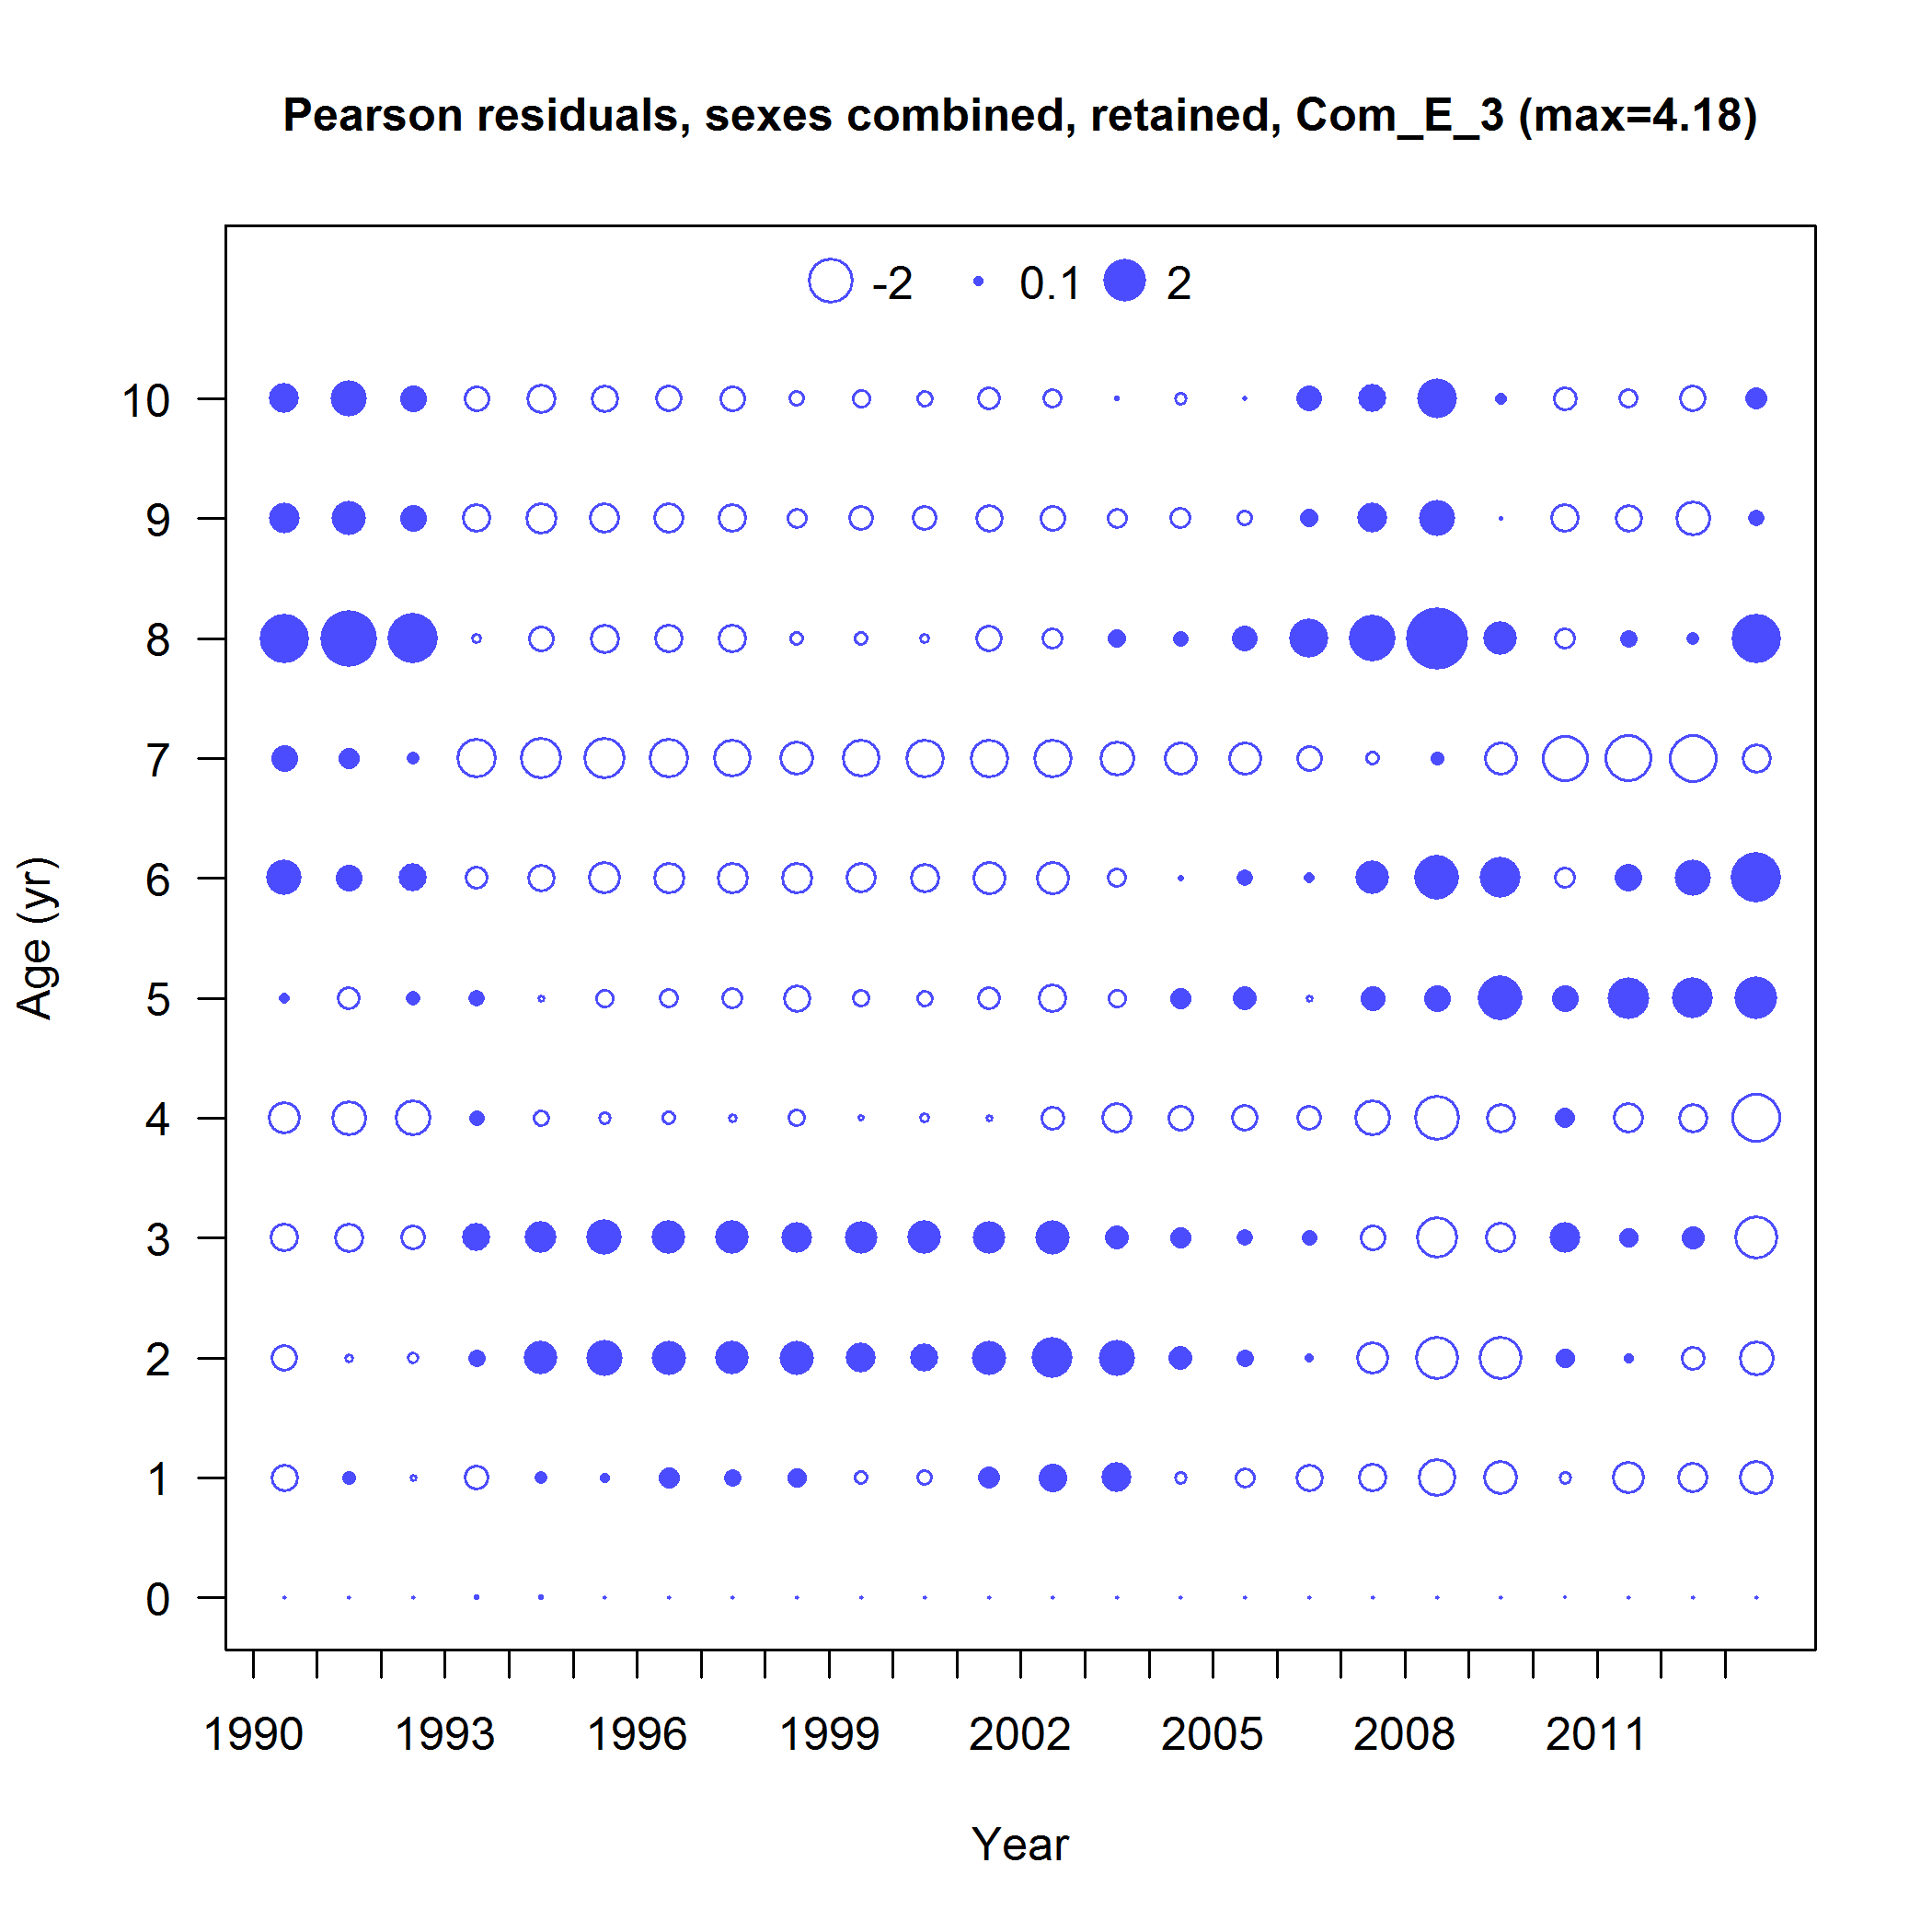 Pearson residuals, sexes combined, retained, Com_E_3 (max=4.18)
-2 0.1 2
10
9
8
7
6
5
4
3
2
1
0
Age (yr)
1990 1993 1996 1999 2002 2005 2008 2011
Year